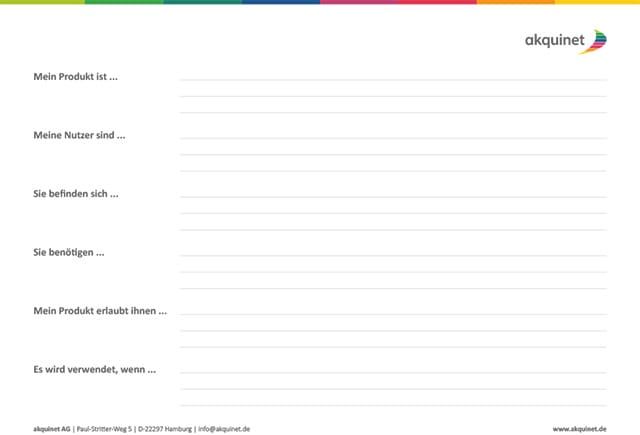 akquinet
Mein Produkt ist ...
Meine Nutzer sind ...
Sie befinden sich ...
Sie benötigen ...
Mein Produkt erlaubt ihnen ...
Es wird verwendet, wenn ...
akquinet AG | Paul-Stritter-Weg 5 | D-22297 Hamburg | info@akquinet.de www.akquinet.de